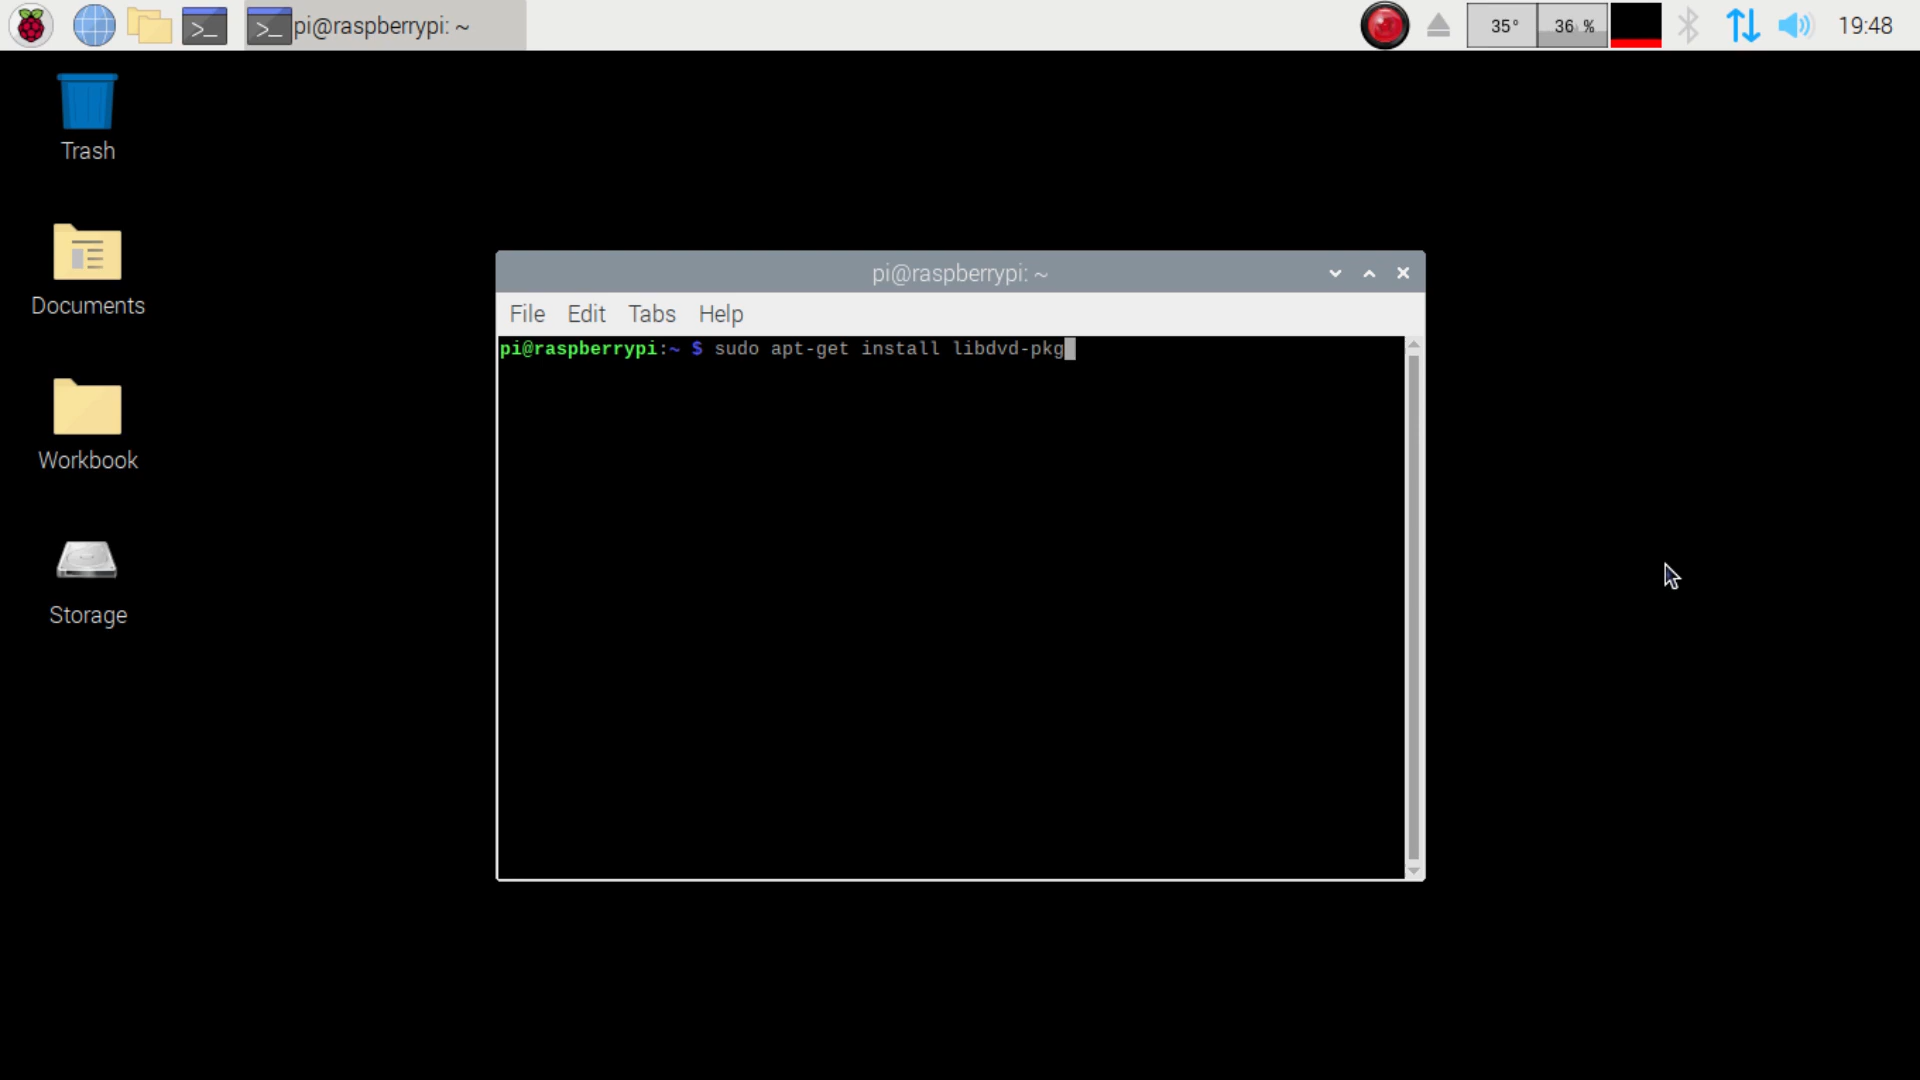 pi@raspberrypi: ~
35°
36 %
19:48
Trash
Documents
Workbook
Storage
pi@raspberrypi: ~
File Edit Tabs Help
pi@raspberrypi:~ $ sudo apt-get install libdvd-pkg